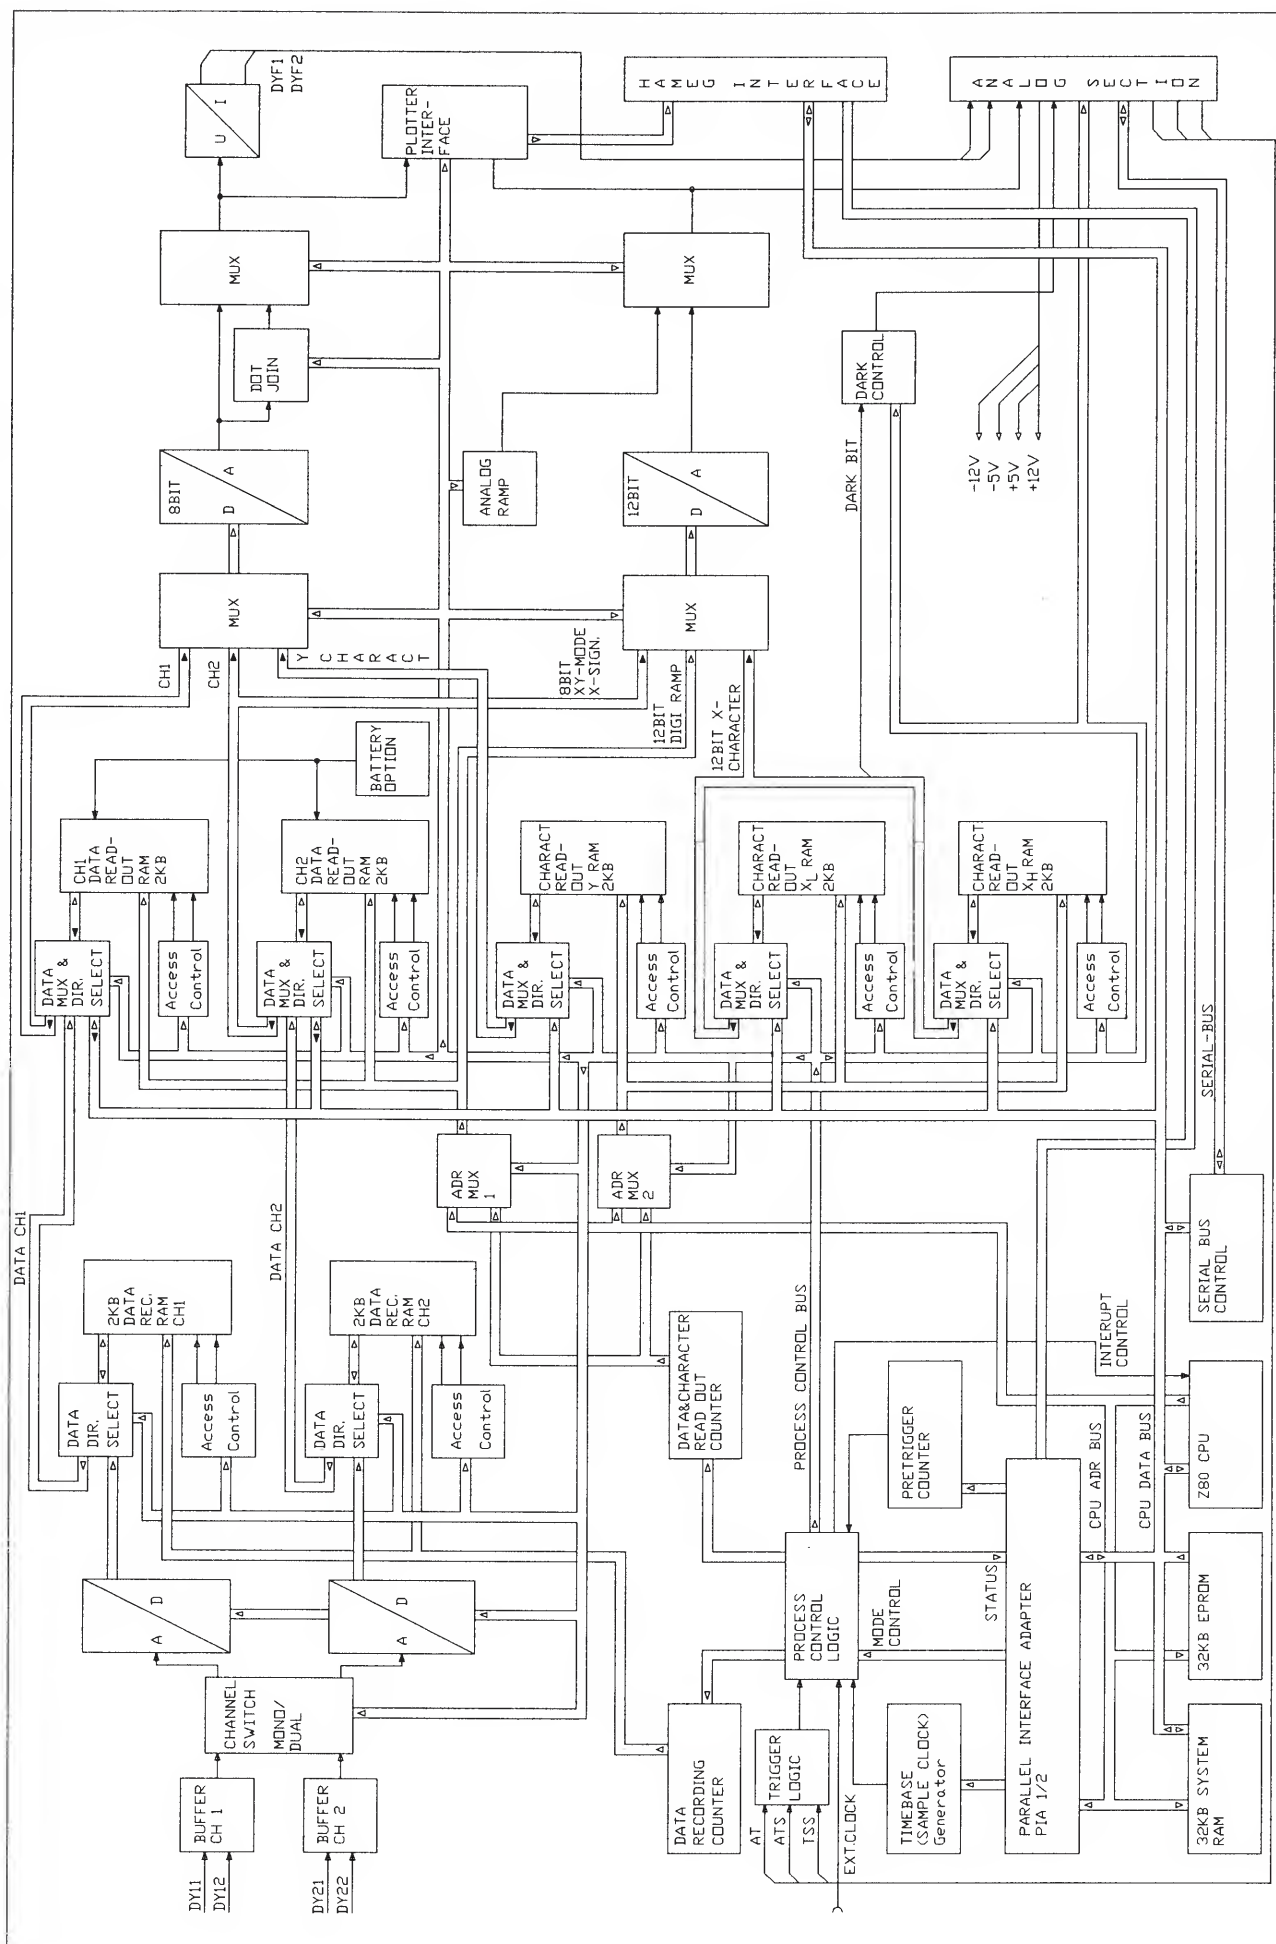 DYF1
DYF2
U
I
PLOTTER
INTER-
FACE
HAMEG INTERFACE
ANALOG SECTION
MUX
MUX
DOT
JOIN
DARK
CONTROL
8BIT
D
A
ANALOG
RAMP
12BIT
D
A
DARK BIT
-12V
-5V
+5V
+12V
MUX
MUX
CH1
CH2
Y CHARACT
8BIT
XY-MODE
X-SIGN.
12BIT
DIGI RAMP
12BIT X-
CHARACTER
BATTERY
OPTION
CH1
DATA
READ-
OUT
RAM
2KB
CH2
DATA
READ-
OUT
RAM
2KB
CHARACT
READ-
OUT
Y RAM
2KB
CHARACT
READ-
OUT
XL RAM
2KB
CHARACT
READ-
OUT
XH RAM
2KB
DATA
MUX &
DIR.
SELECT
Access
Control
DATA
MUX &
DIR.
SELECT
Access
Control
DATA
MUX &
DIR.
SELECT
Access
Control
DATA
MUX &
DIR.
SELECT
Access
Control
DATA
MUX &
DIR.
SELECT
Access
Control
SERIAL-BUS
ADR
MUX
1
ADR
MUX
2
DATA CH1
DATA CH2
2KB
DATA
REC.
RAM
CH1
2KB
DATA
REC.
RAM
CH2
DATA
DIR.
SELECT
Access
Control
DATA
DIR.
SELECT
Access
Control
DATA&CHARACTER
READ OUT
COUNTER
PROCESS CONTROL BUS
INTERUPT
CONTROL
SERIAL BUS
CONTROL
PRETRIGGER
COUNTER
CPU ADR BUS
CPU DATA BUS
Z80 CPU
A
D
A
D
CHANNEL
SWITCH
MONO/
DUAL
BUFFER
CH 1
BUFFER
CH 2
DY11
DY12
DY21
DY22
DATA
RECORDING
COUNTER
PROCESS
CONTROL
LOGIC
MODE
CONTROL
STATUS
TRIGGER
LOGIC
AT
ATS
TSS
EXT.CLOCK
TIMEBASE
(SAMPLE CLOCK)
Generator
PARALLEL INTERFACE ADAPTER
PIA 1/2
32KB EPROM
32KB SYSTEM
RAM